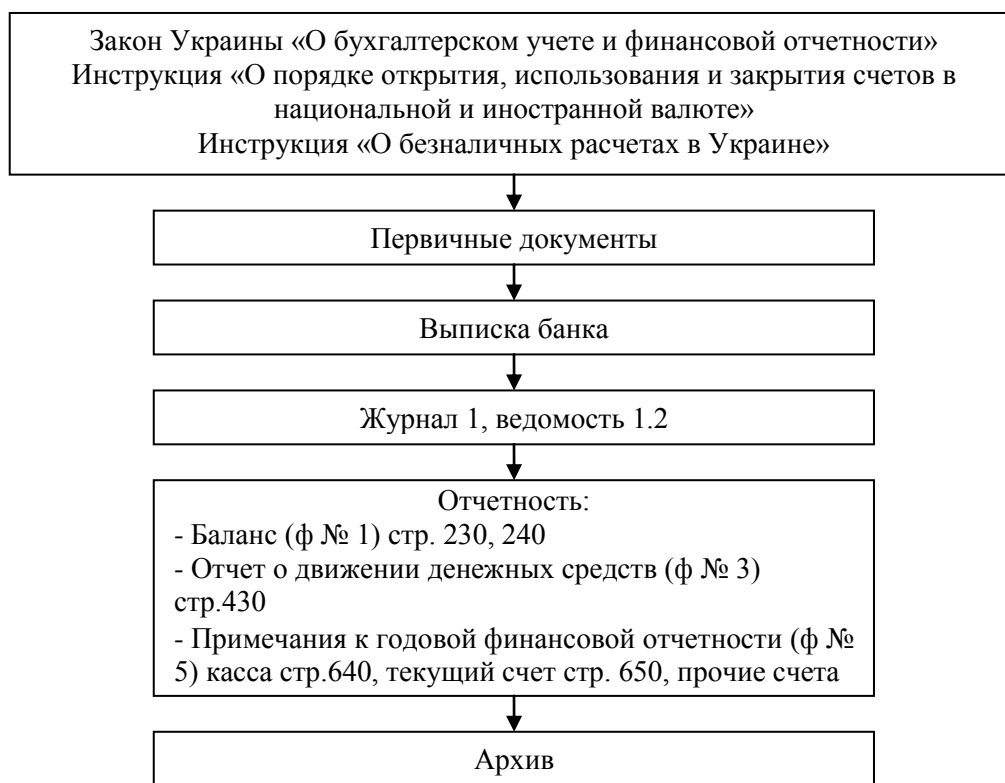 Закон Украины «О бухгалтерском учете и финансовой отчетности»
Инструкция «О порядке открытия, использования и закрытия счетов в
национальной и иностранной валюте»
Инструкция «О безналичных расчетах в Украине»
Первичные документы
Выписка банка
Журнал 1, ведомость 1.2
Отчетность:
- Баланс (ф № 1) стр. 230, 240
- Отчет о движении денежных средств (ф № 3)
стр.430
- Примечания к годовой финансовой отчетности (ф №
5) касса стр.640, текущий счет стр. 650, прочие счета
Архив